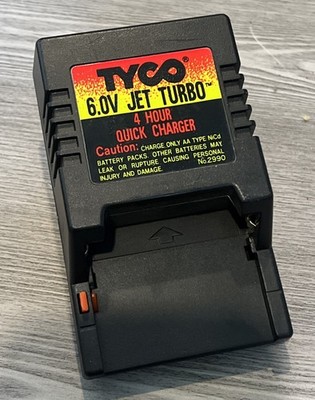 TYCO
6.0V JET TURBO™
4 HOUR
QUICK CHARGER
Caution: CHARGE ONLY AA TYPE NiCd
BATTERY PACKS. OTHER BATTERIES MAY
LEAK OR RUPTURE CAUSING PERSONAL
INJURY AND DAMAGE. No.2990